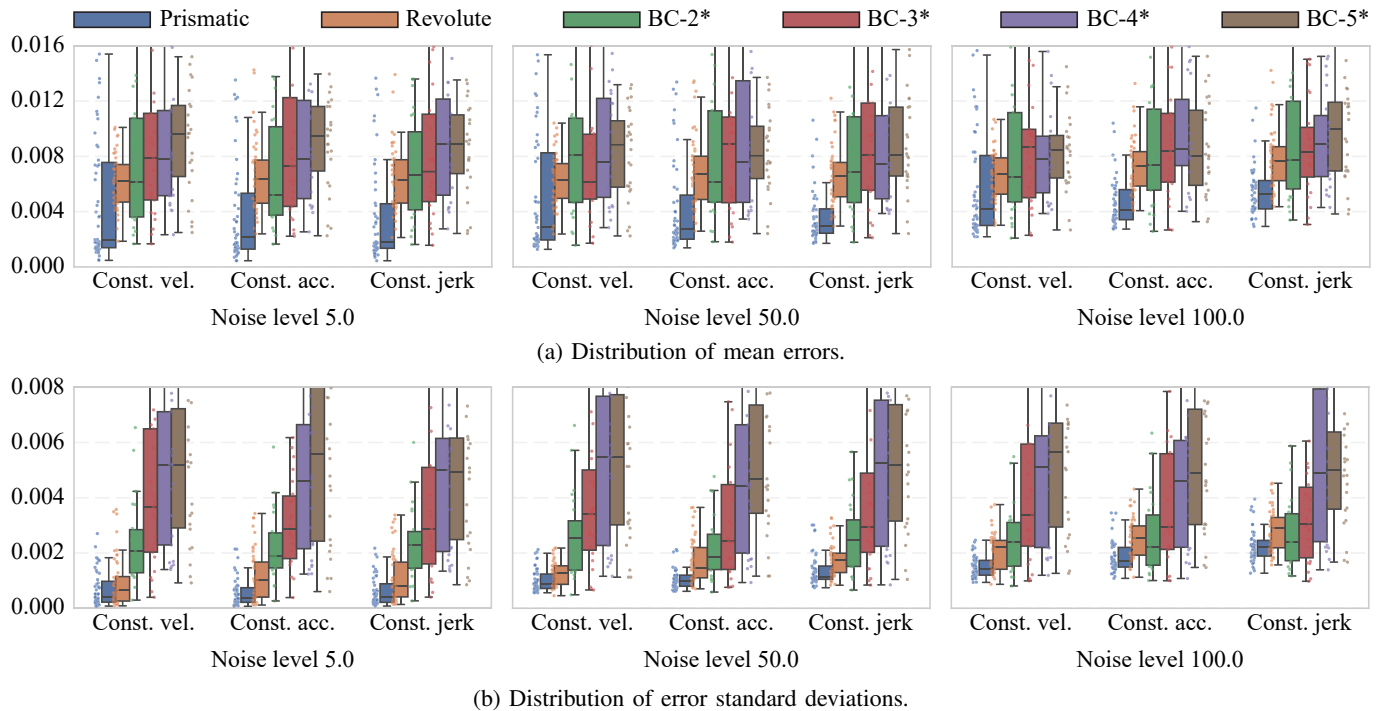 Prismatic Revolute BC-2* BC-3* BC-4* BC-5*
0.016
0.012
0.008
0.004
0.000
Const. vel. Const. acc. Const. jerk Const. vel. Const. acc. Const. jerk Const. vel. Const. acc. Const. jerk
Noise level 5.0 Noise level 50.0 Noise level 100.0
(a) Distribution of mean errors.
0.008
0.006
0.004
0.002
0.000
Const. vel. Const. acc. Const. jerk Const. vel. Const. acc. Const. jerk Const. vel. Const. acc. Const. jerk
Noise level 5.0 Noise level 50.0 Noise level 100.0
(b) Distribution of error standard deviations.